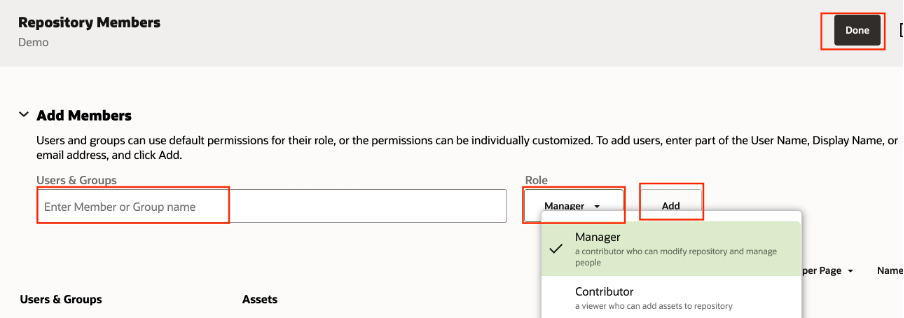 Repository Members
Demo
Done
Add Members
Users and groups can use default permissions for their role, or the permissions can be individually customized. To add users, enter part of the User Name, Display Name, or
email address, and click Add.
Users & Groups
Role
Enter Member or Group name
Manager
Add
Manager
a contributor who can modify repository and manage
people
per Page
Name
Contributor
a viewer who can add assets to repository
Users & Groups
Assets